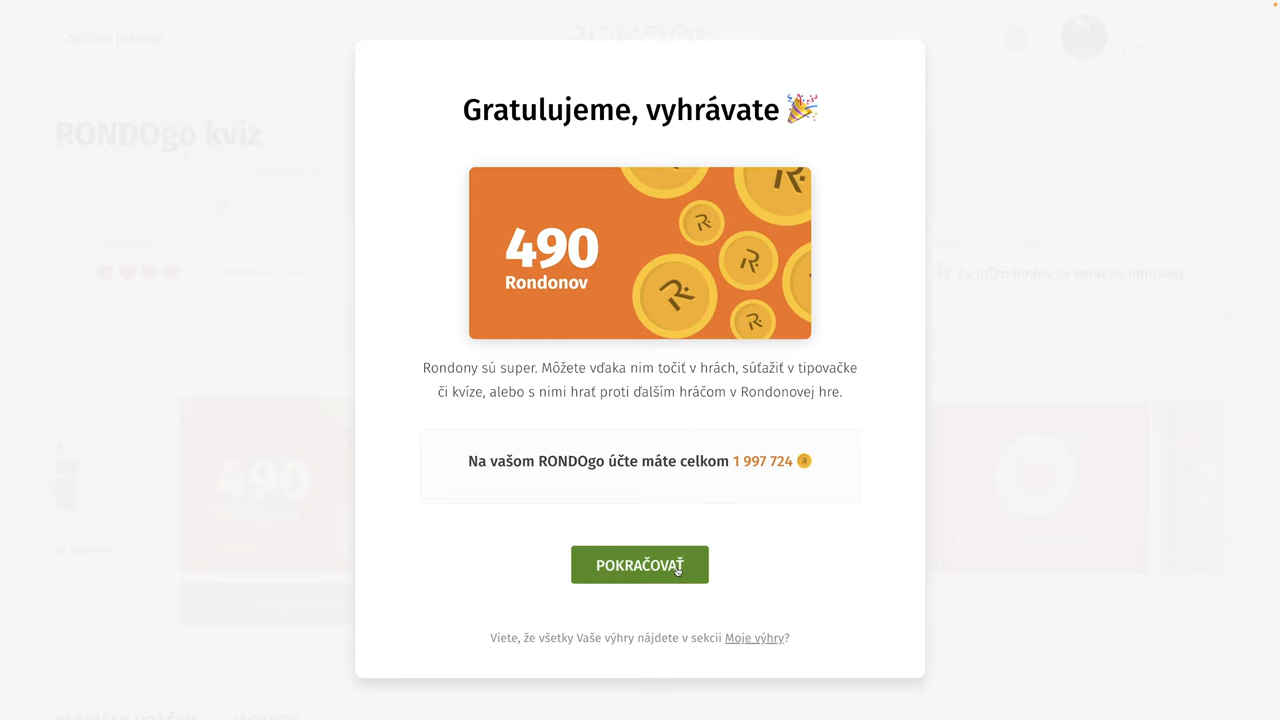 Späť na predaj
RONDOgo kvíz
2x toľko bodov za správnu odpoveď
Gratulujeme, vyhrávate 🎉
490
Rondonov
Rondony sú super. Môžete vďaka nim točiť v hrách, súťažiť v tipovačke
či kvíze, alebo s nimi hrať proti ďalším hráčom v Rondonovej hre.
Na vašom RONDOgo účte máte celkom 1 997 724
POKRAČOVAŤ
Viete, že všetky Vaše výhry nájdete v sekcii Moje výhry?
490